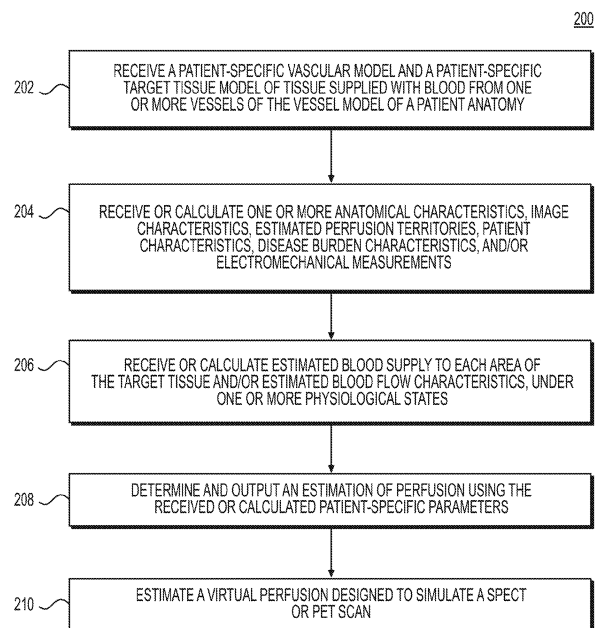 200
202
RECEIVE A PATIENT-SPECIFIC VASCULAR MODEL AND A PATIENT-SPECIFIC
TARGET TISSUE MODEL OF TISSUE SUPPLIED WITH BLOOD FROM ONE
OR MORE VESSELS OF THE VESSEL MODEL OF A PATIENT ANATOMY
204
RECEIVE OR CALCULATE ONE OR MORE ANATOMICAL CHARACTERISTICS, IMAGE
CHARACTERISTICS, ESTIMATED PERFUSION TERRITORIES, PATIENT
CHARACTERISTICS, DISEASE BURDEN CHARACTERISTICS, AND/OR
ELECTROMECHANICAL MEASUREMENTS
206
RECEIVE OR CALCULATE ESTIMATED BLOOD SUPPLY TO EACH AREA OF
THE TARGET TISSUE AND/OR ESTIMATED BLOOD FLOW CHARACTERISTICS, UNDER
ONE OR MORE PHYSIOLOGICAL STATES
208
DETERMINE AND OUTPUT AN ESTIMATION OF PERFUSION USING THE
RECEIVED OR CALCULATED PATIENT-SPECIFIC PARAMETERS
210
ESTIMATE A VIRTUAL PERFUSION DESIGNED TO SIMULATE A SPECT
OR PET SCAN